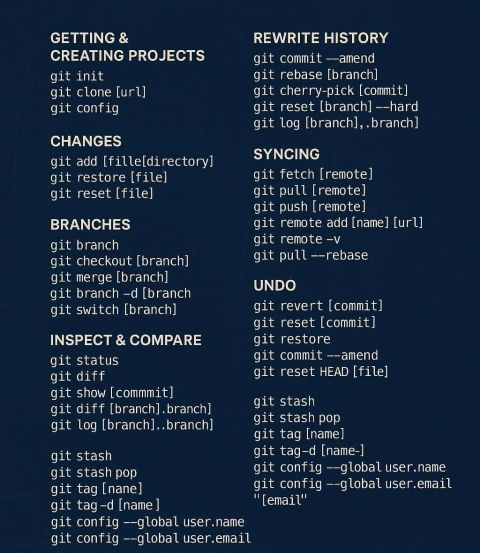 GETTING &
CREATING PROJECTS
git init
git clone [url]
git config
CHANGES
git add [fille[directory]
git restore [file]
git reset [file]
BRANCHES
git branch
git checkout [branch]
git merge [branch]
git branch –d [branch
git switch [branch]
INSPECT & COMPARE
git status
git diff
git show [commmit]
git diff [branch].branch]
git log [branch]..branch]
git stash
git stash pop
git tag [nane]
git tag -d [name]
git config --global user.name
git config --global user.email
REWRITE HISTORY
git commit --amend
git rebase [branch]
git cherry-pick [commit]
git reset [branch] --hard
git log [branch],.branch]
SYNCING
git fetch [remote]
git pull [remote]
git push [remote]
git remote add [name] [url]
git remote –v
git pull --rebase
UNDO
git revert [commit]
git reset [commit]
git restore
git commit --amend
git reset HEAD [file]
git stash
git stash pop
git tag [name]
git tag-d [name-]
git config --global user.name
git config --global user.email
"[email"